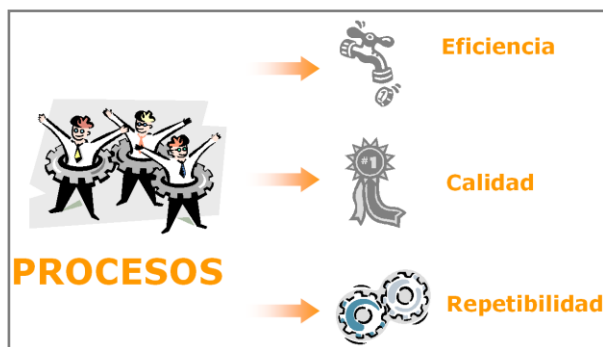 Eficiencia
#1
Calidad
PROCESOS
Repetibilidad